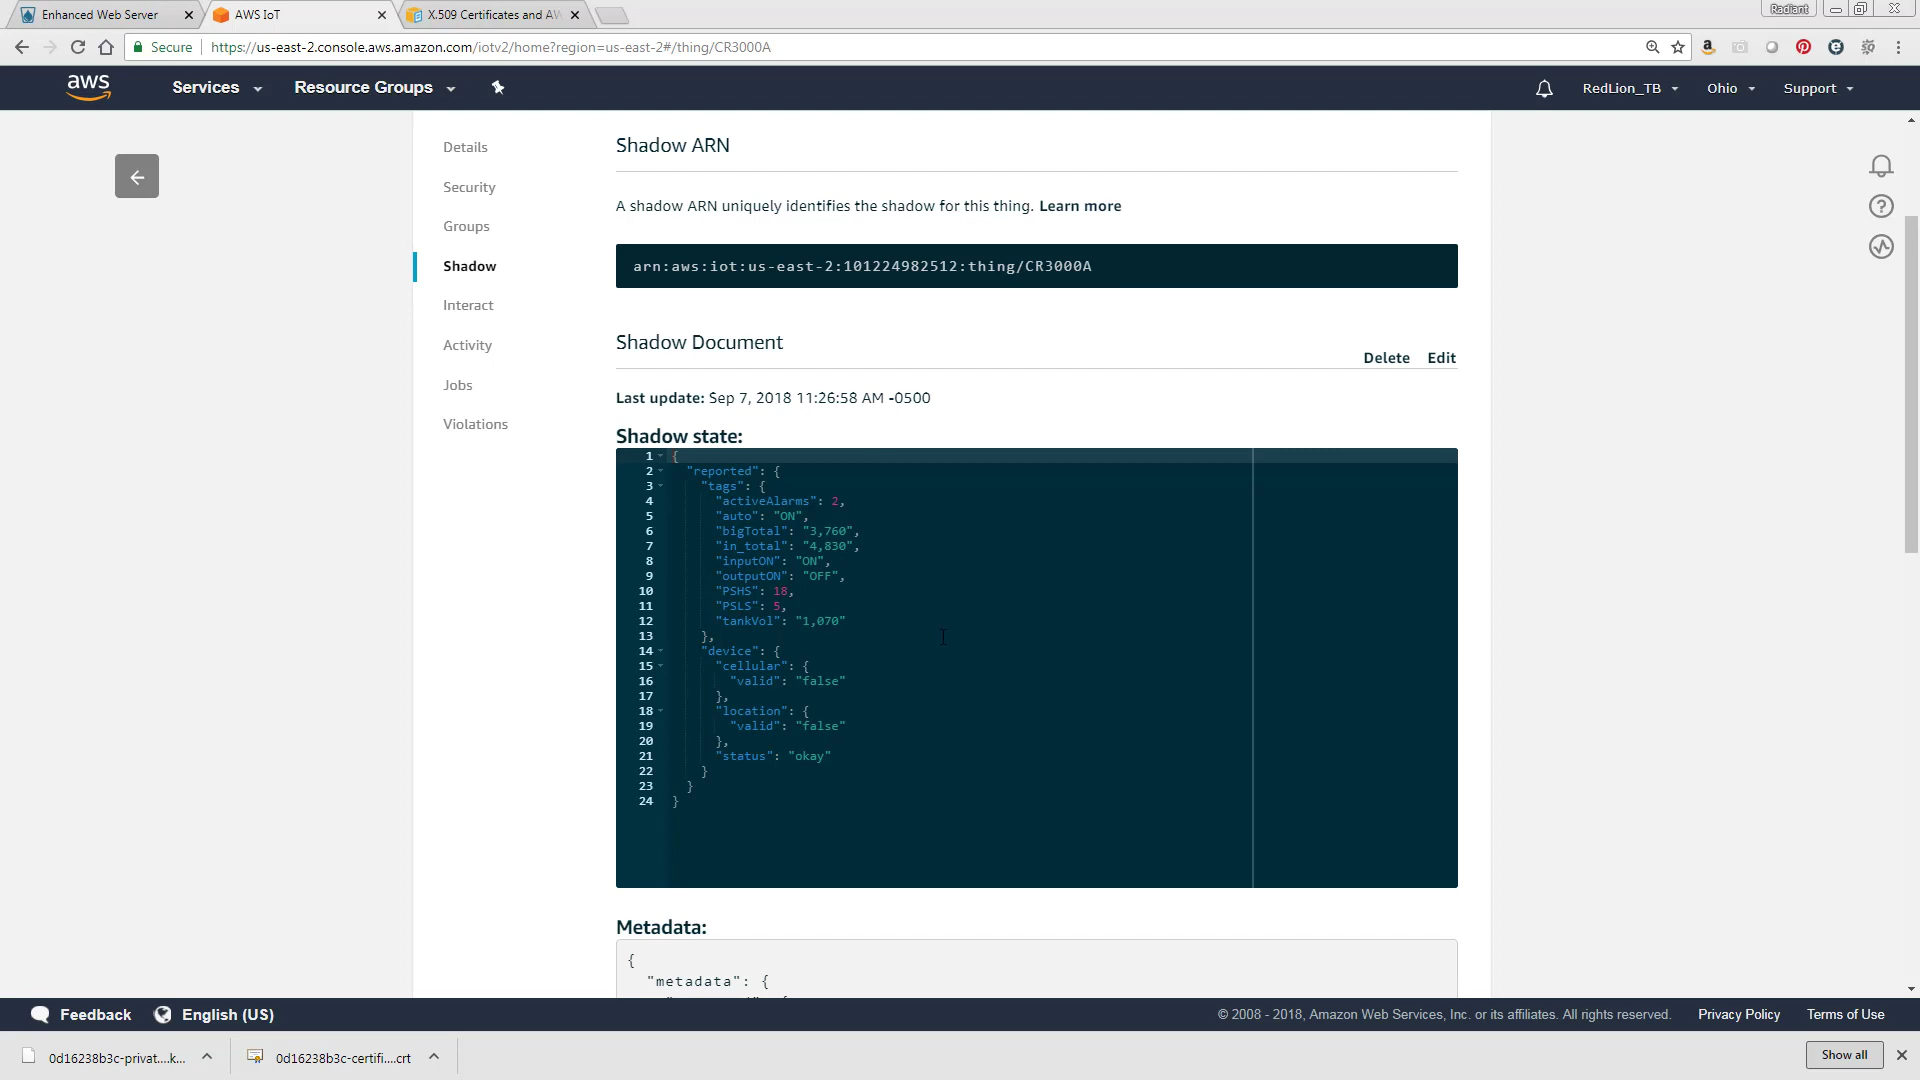 Enhanced Web Server
AWS IoT
X.509 Certificates and AW
Radiant
Secure
https://us-east-2.console.aws.amazon.com/iotv2/home?region=us-east-2#/thing/CR3000A
aws
Services
Resource Groups
RedLion_TB
Ohio
Support
Details
Security
Groups
Shadow
Interact
Activity
Jobs
Violations
Shadow ARN
A shadow ARN uniquely identifies the shadow for this thing. Learn more
arn:aws:iot:us-east-2:101224982512:thing/CR3000A
Shadow Document
Delete Edit
Last update: Sep 7, 2018 11:26:58 AM -0500
Shadow state:
1 {
2 "reported": {
3 "tags": {
4 "activeAlarms": 2,
5 "auto": "ON",
6 "bigTotal": "3,760",
7 "in_total": "4,830",
8 "inputON": "ON",
9 "outputON": "OFF",
10 "PSHS": 18,
11 "PSLS": 5,
12 "tankVol": "1,070"
13 },
14 "device": {
15 "cellular": {
16 "valid": "false"
17 },
18 "location": {
19 "valid": "false"
20 },
21 "status": "okay"
22 }
23 }
24 }
Metadata:
{
"metadata": {
Feedback
English (US)
© 2008 - 2018, Amazon Web Services, Inc. or its affiliates. All rights reserved.
Privacy Policy
Terms of Use
0d16238b3c-privat....k...
0d16238b3c-certifi....crt
Show all